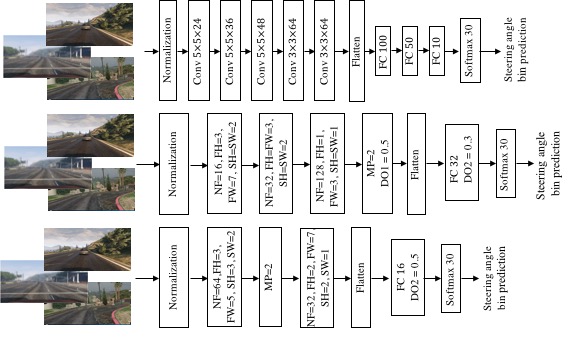 Normalization
Conv 5×5×24
Conv 5×5×36
Conv 5×5×48
Conv 3×3×64
Conv 3×3×64
Flatten
FC 100
FC 50
FC 10
Softmax 30
Steering angle
bin prediction
Normalization
NF=16, FH=3,
FW=7, SH=SW=2
NF=32, FH=FW=3,
SH=SW=2
NF=128, FH=1,
FW=3, SH=SW=1
MP=2
DO1 = 0.5
Flatten
FC 32
DO2 = 0.3
Softmax 30
Steering angle
bin prediction
Normalization
NF=64, FH=3,
FW=5, SH=3, SW=2
MP=2
NF=32, FH=2, FW=7,
SH=2, SW=1
Flatten
FC 16
DO2 = 0.5
Softmax 30
Steering angle
bin prediction